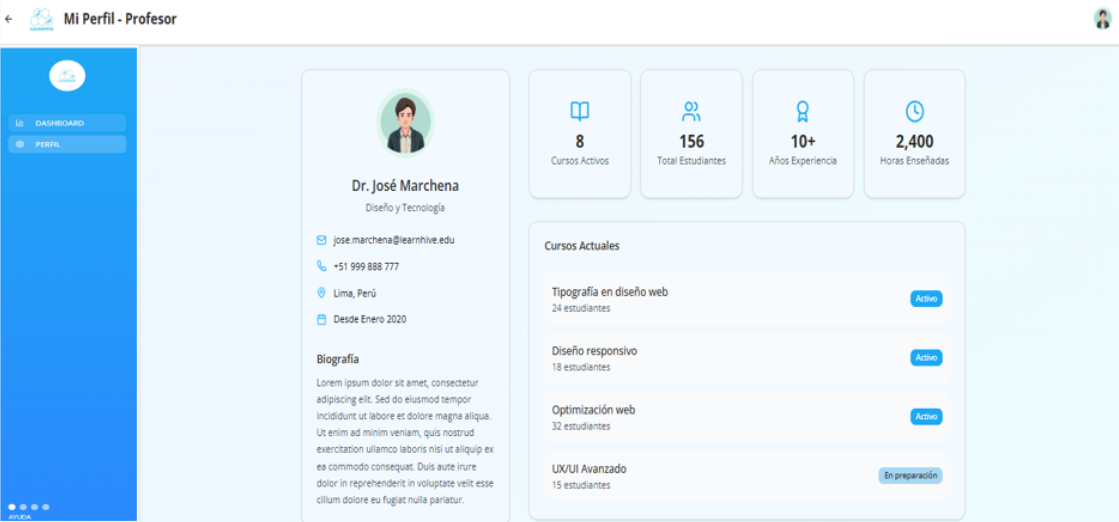 Mi Perfil - Profesor
LEARNHIVE
DASHBOARD
PERFIL
AYUDA
Dr. José Marchena
Diseño y Tecnología
jose.marchena@learnhive.edu
+51 999 888 777
Lima, Perú
Desde Enero 2020
Biografía
Lorem ipsum dolor sit amet, consectetur
adipiscing elit. Sed do eiusmod tempor
incididunt ut labore et dolore magna aliqua.
Ut enim ad minim veniam, quis nostrud
exercitation ullamco laboris nisi ut aliquip ex
ea commodo consequat. Duis aute irure
dolor in reprehenderit in voluptate velit esse
cillum dolore eu fugiat nulla pariatur.
8
Cursos Activos
156
Total Estudiantes
10+
Años Experiencia
2,400
Horas Enseñadas
Cursos Actuales
Tipografía en diseño web
24 estudiantes
Activo
Diseño responsivo
18 estudiantes
Activo
Optimización web
32 estudiantes
Activo
UX/UI Avanzado
15 estudiantes
En preparación